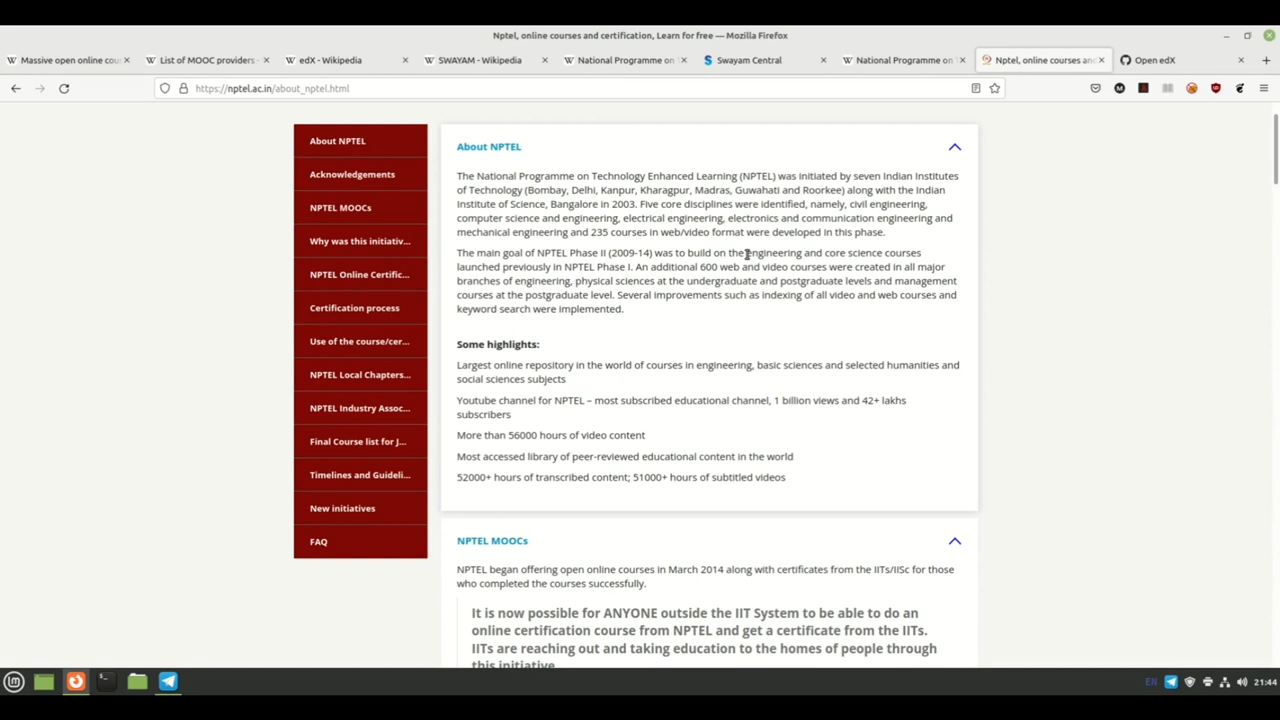 Nptel, online courses and certification, Learn for free — Mozilla Firefox
Massive open online cou
List of MOOC providers -
edX - Wikipedia
SWAYAM - Wikipedia
National Programme on
Swayam Central
National Programme on
Nptel, online courses and
Open edX
https://nptel.ac.in/about_nptel.html
About NPTEL
Acknowledgements
NPTEL MOOCs
Why was this initiativ...
NPTEL Online Certific...
Certification process
Use of the course/cer...
NPTEL Local Chapters...
NPTEL Industry Assoc...
Final Course list for J...
Timelines and Guideli...
New initiatives
FAQ
About NPTEL
The National Programme on Technology Enhanced Learning (NPTEL) was initiated by seven Indian Institutes
of Technology (Bombay, Delhi, Kanpur, Kharagpur, Madras, Guwahati and Roorkee) along with the Indian
Institute of Science, Bangalore in 2003. Five core disciplines were identified, namely, civil engineering,
computer science and engineering, electrical engineering, electronics and communication engineering and
mechanical engineering and 235 courses in web/video format were developed in this phase.
The main goal of NPTEL Phase II (2009-14) was to build on the engineering and core science courses
launched previously in NPTEL Phase I. An additional 600 web and video courses were created in all major
branches of engineering, physical sciences at the undergraduate and postgraduate levels and management
courses at the postgraduate level. Several improvements such as indexing of all video and web courses and
keyword search were implemented.
Some highlights:
Largest online repository in the world of courses in engineering, basic sciences and selected humanities and
social sciences subjects
Youtube channel for NPTEL – most subscribed educational channel, 1 billion views and 42+ lakhs
subscribers
More than 56000 hours of video content
Most accessed library of peer-reviewed educational content in the world
52000+ hours of transcribed content; 51000+ hours of subtitled videos
NPTEL MOOCs
NPTEL began offering open online courses in March 2014 along with certificates from the IITs/IISc for those
who completed the courses successfully.
It is now possible for ANYONE outside the IIT System to be able to do an
online certification course from NPTEL and get a certificate from the IITs.
IITs are reaching out and taking education to the homes of people through
this initiative
EN
21:44